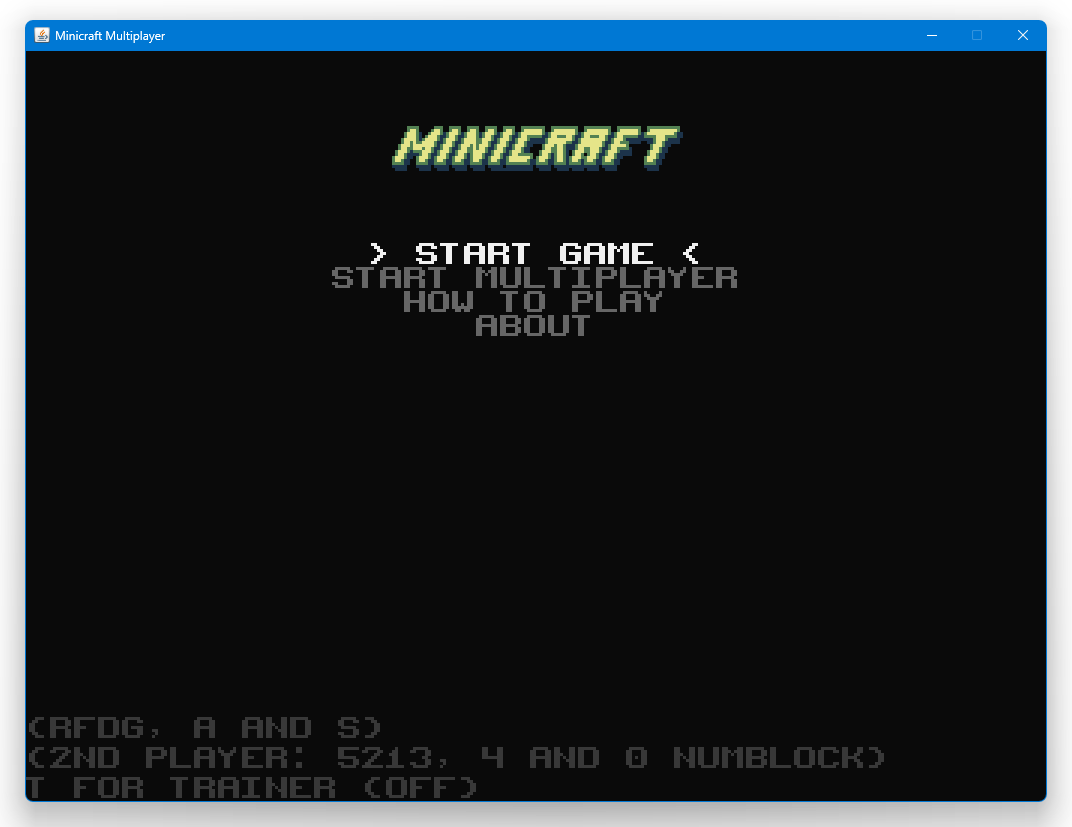 Minicraft Multiplayer
MINICRAFT
> START GAME <
START MULTIPLAYER
HOW TO PLAY
ABOUT
(RFDG, A AND S)
(2ND PLAYER: 5213, 4 AND 0 NUMBLOCK)
T FOR TRAINER (OFF)